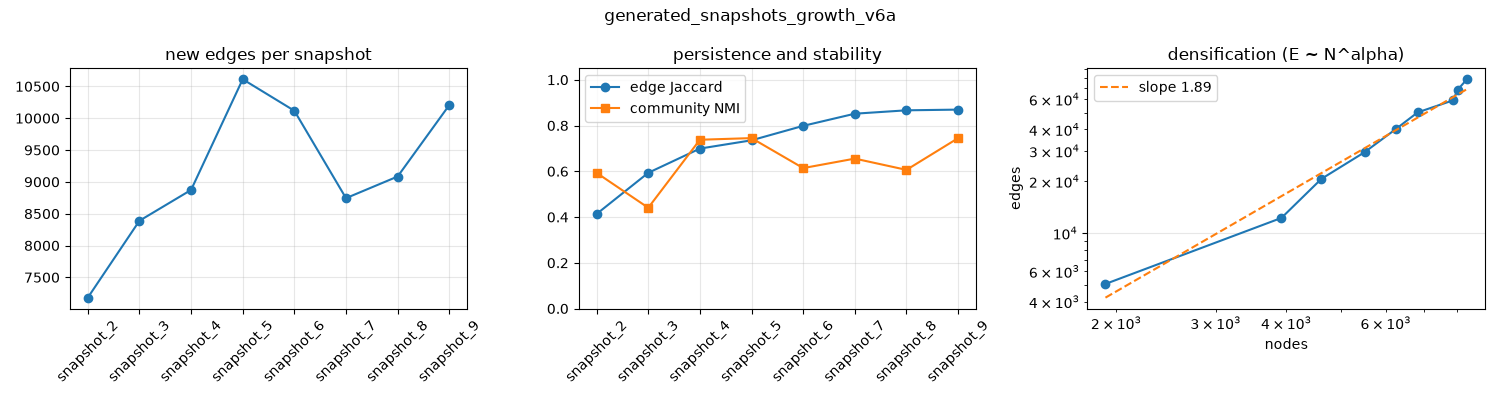 generated_snapshots_growth_v6a
new edges per snapshot
10500
10000
9500
9000
8500
8000
7500
snapshot_2
snapshot_3
snapshot_4
snapshot_5
snapshot_6
snapshot_7
snapshot_8
snapshot_9
persistence and stability
edge Jaccard
community NMI
1.0
0.8
0.6
0.4
0.2
0.0
snapshot_2
snapshot_3
snapshot_4
snapshot_5
snapshot_6
snapshot_7
snapshot_8
snapshot_9
densification (E ~ N^alpha)
slope 1.89
edges
6 × 10⁴
4 × 10⁴
3 × 10⁴
2 × 10⁴
10⁴
6 × 10³
4 × 10³
2 × 10³
3 × 10³
4 × 10³
6 × 10³
nodes